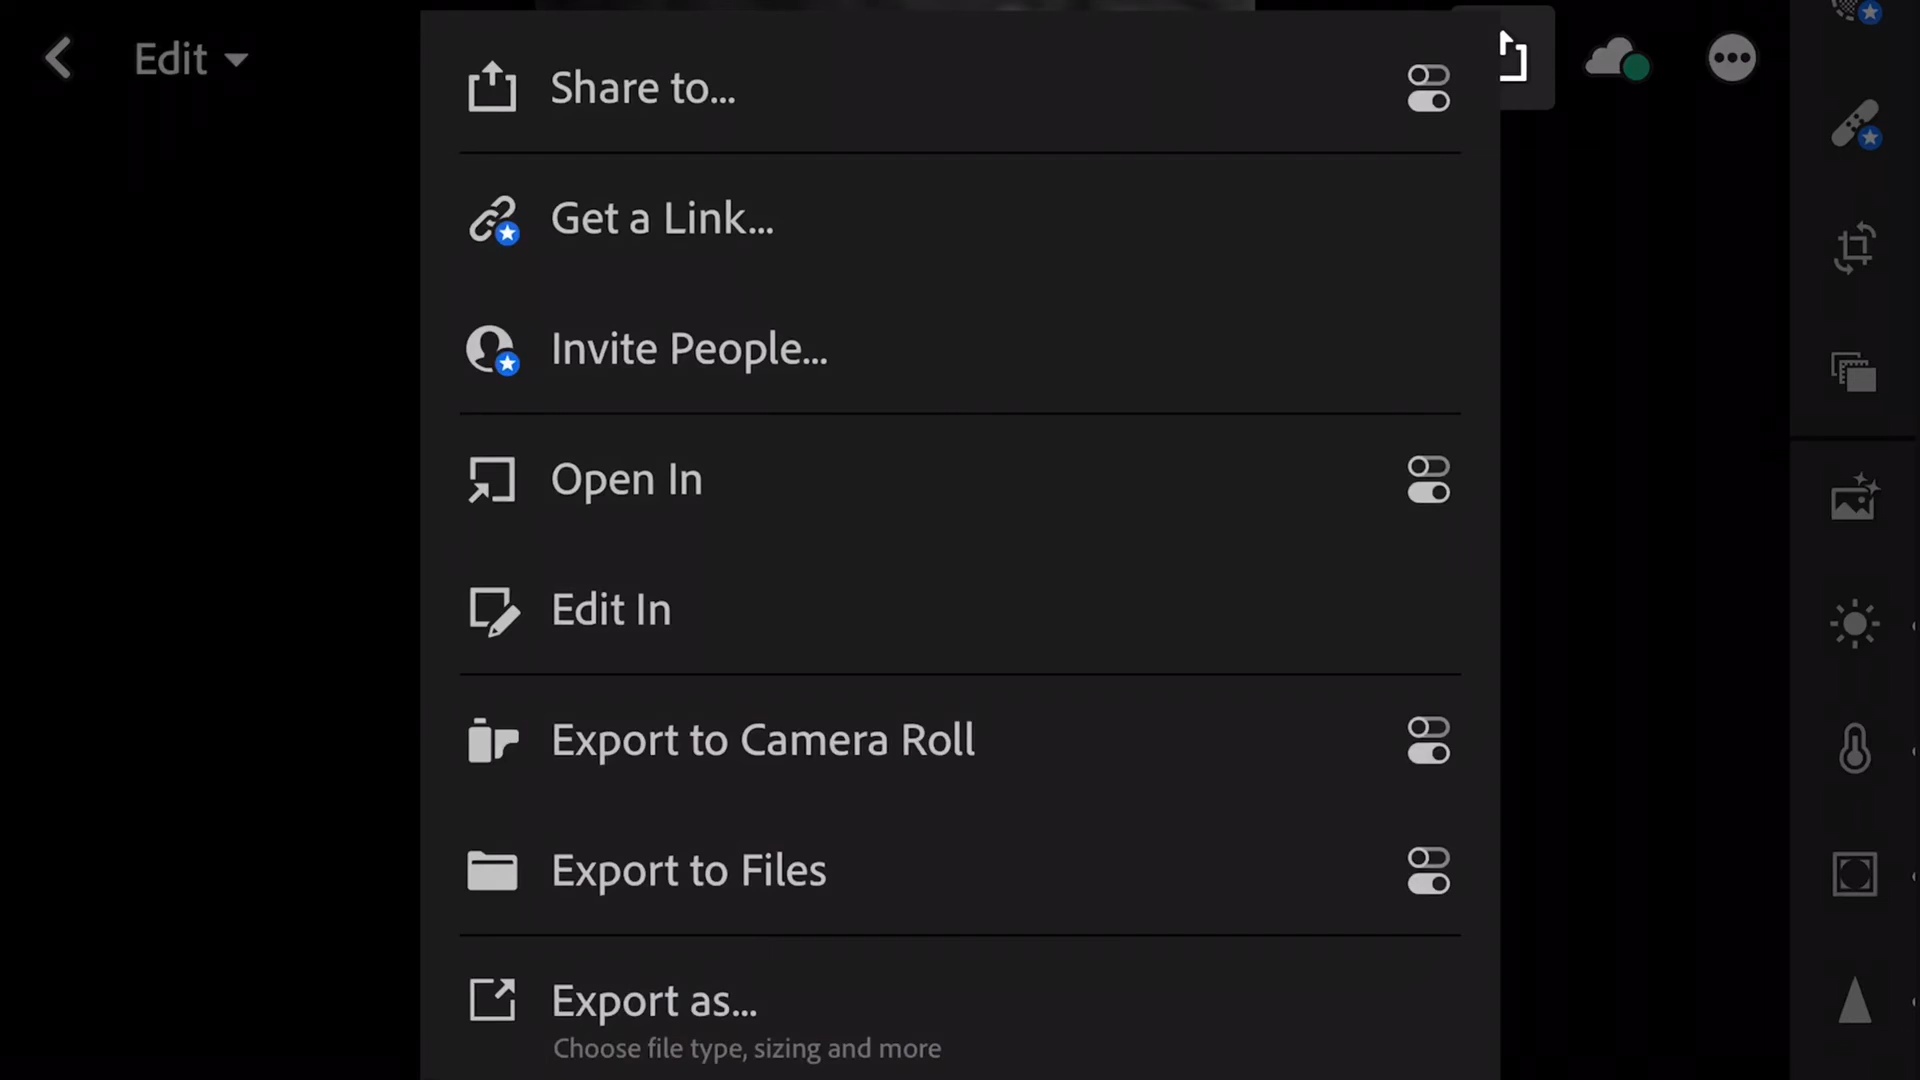 Edit
Share to...
Get a Link...
Invite People...
Open In
Edit In
Export to Camera Roll
Export to Files
Export as...
Choose file type, sizing and more